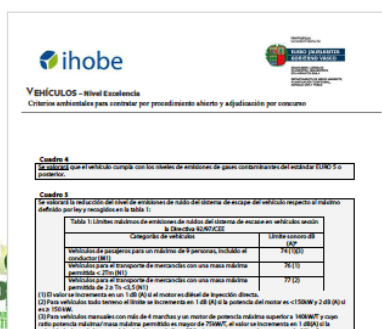 ihobe
EUSKO JAURLARITZA
GOBIERNO VASCO
VEHÍCULOS – Nivel Excelencia
Criterios ambientales para contratar por procedimiento abierto y adjudicación por concurso
Cuadro 4
Se valorará que el vehículo cumpla con los niveles de emisiones de gases contaminantes del estándar EURO 5 o
posterior.
Cuadro 5
Se valorará la reducción del nivel de emisiones de ruido del sistema de escape del vehículo respecto al máximo
definido por ley y recogidos en la tabla 1:
Tabla 1: Límites máximos de emisiones de ruidos del sistema de escape en vehículos según
la Directiva 92/97/CEE
Categorías de vehículos
Límite sonoro dB
(A)*
Vehículos de pasajeros para un máximo de 9 personas, incluido el
conductor (M1)
74 (1)(3)
Vehículos para el transporte de mercancías con una masa máxima
permitida < 2Tln (N1)
76 (1)
Vehículos para el transporte de mercancías con una masa máxima
permitida de 2 ≥ Tn <3,5 (N1)
77 (2)
(1) El valor se incrementa en un 1 dB (A) si el motor es diésel de inyección directa.
(2) Para vehículos todo terreno el límite se incrementa en 1 dB (A) si la potencia del motor es <150kW y 2 dB (A) si
es ≥ 150 kW.
(3) Para vehículos manuales con más de 4 marchas y un motor de potencia máxima superior a 140kW/T y cuyo
ratio potencia máxima/masa máxima permitido es mayor de 75kW/T, el valor se incrementa en 1 dB(A) si la